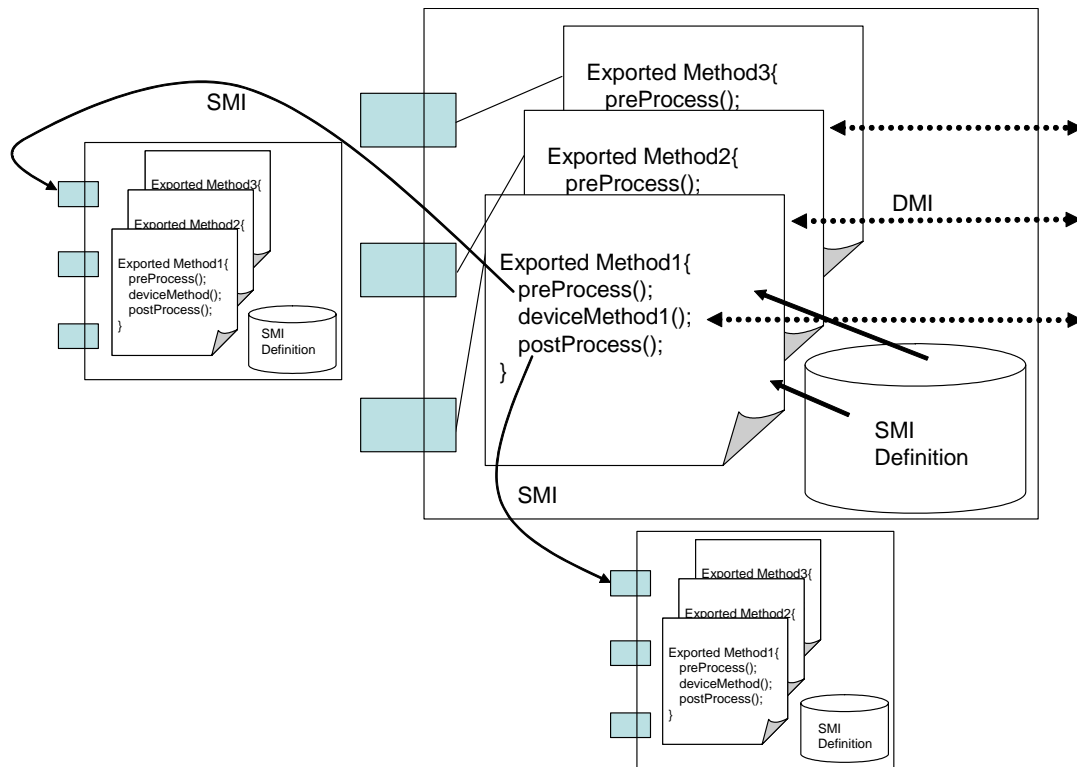 SMI
Exported Method3{
Exported Method2{
Exported Method1{
preProcess();
deviceMethod();
postProcess();
}
SMI
Definition
Exported Method3{
preProcess();
Exported Method2{
preProcess();
Exported Method1{
preProcess();
deviceMethod1();
postProcess();
}
DMI
SMI
Definition
SMI
Exported Method3{
Exported Method2{
Exported Method1{
preProcess();
deviceMethod();
postProcess();
}
SMI
Definition